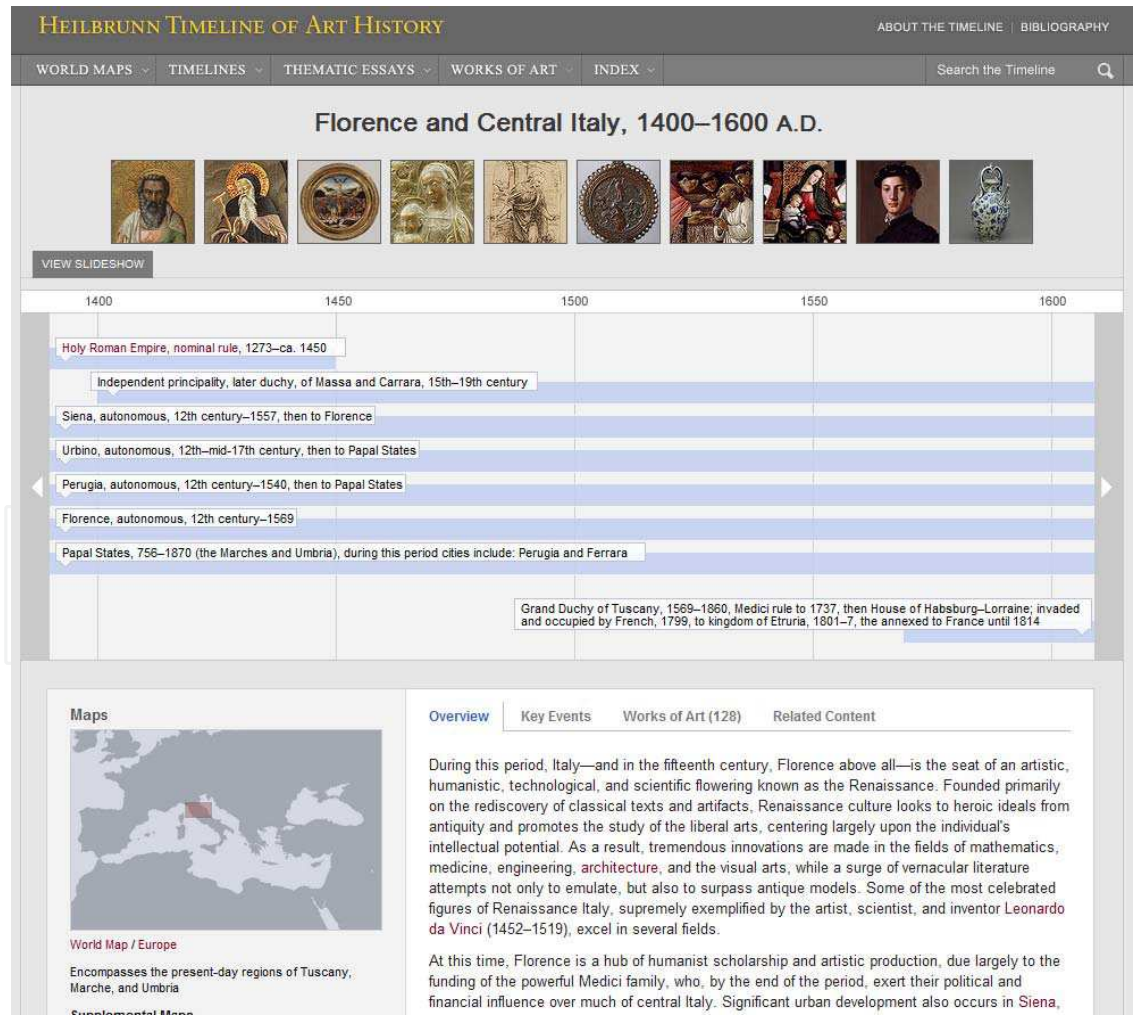 HEILBRUNN TIMELINE OF ART HISTORY
ABOUT THE TIMELINE | BIBLIOGRAPHY
WORLD MAPS TIMELINES THEMATIC ESSAYS WORKS OF ART INDEX Search the Timeline
Florence and Central Italy, 1400–1600 A.D.
VIEW SLIDESHOW
1400 1450 1500 1550 1600
Holy Roman Empire, nominal rule, 1273–ca. 1450
Independent principality, later duchy, of Massa and Carrara, 15th–19th century
Siena, autonomous, 12th century–1557, then to Florence
Urbino, autonomous, 12th–mid-17th century, then to Papal States
Perugia, autonomous, 12th century–1540, then to Papal States
Florence, autonomous, 12th century–1569
Papal States, 756–1870 (the Marches and Umbria), during this period cities include: Perugia and Ferrara
Grand Duchy of Tuscany, 1569–1860, Medici rule to 1737, then House of Habsburg–Lorraine; invaded
and occupied by French, 1799, to kingdom of Etruria, 1801–7, the annexed to France until 1814
Maps
World Map / Europe
Encompasses the present-day regions of Tuscany,
Marche, and Umbria
Supplemental Maps
Overview Key Events Works of Art (128) Related Content
During this period, Italy—and in the fifteenth century, Florence above all—is the seat of an artistic,
humanistic, technological, and scientific flowering known as the Renaissance. Founded primarily
on the rediscovery of classical texts and artifacts, Renaissance culture looks to heroic ideals from
antiquity and promotes the study of the liberal arts, centering largely upon the individual's
intellectual potential. As a result, tremendous innovations are made in the fields of mathematics,
medicine, engineering, architecture, and the visual arts, while a surge of vernacular literature
attempts not only to emulate, but also to surpass antique models. Some of the most celebrated
figures of Renaissance Italy, supremely exemplified by the artist, scientist, and inventor Leonardo
da Vinci (1452–1519), excel in several fields.
At this time, Florence is a hub of humanist scholarship and artistic production, due largely to the
funding of the powerful Medici family, who, by the end of the period, exert their political and
financial influence over much of central Italy. Significant urban development also occurs in Siena,